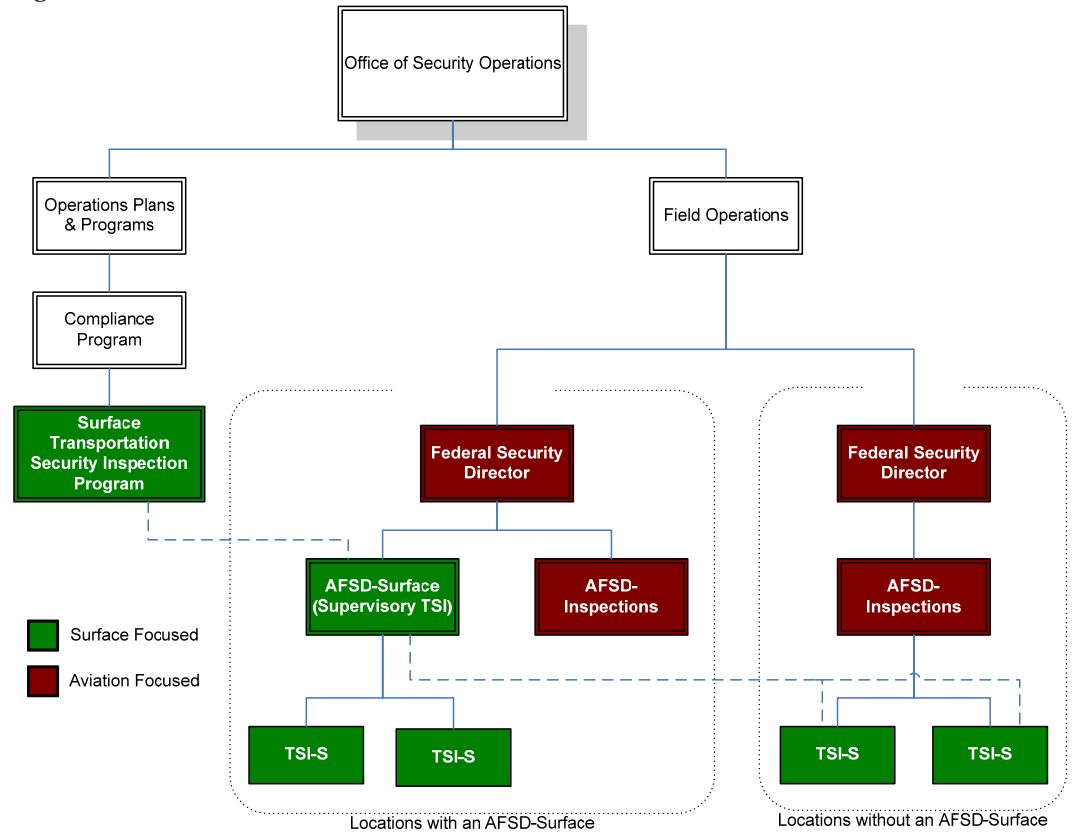 Office of Security Operations
Operations Plans
& Programs
Field Operations
Compliance
Program
Surface
Transportation
Security Inspection
Program
Federal Security
Director
Federal Security
Director
AFSD-Surface
(Supervisory TSI)
AFSD-
Inspections
AFSD-
Inspections
Surface Focused
Aviation Focused
TSI-S
TSI-S
TSI-S
TSI-S
Locations with an AFSD-Surface
Locations without an AFSD-Surface